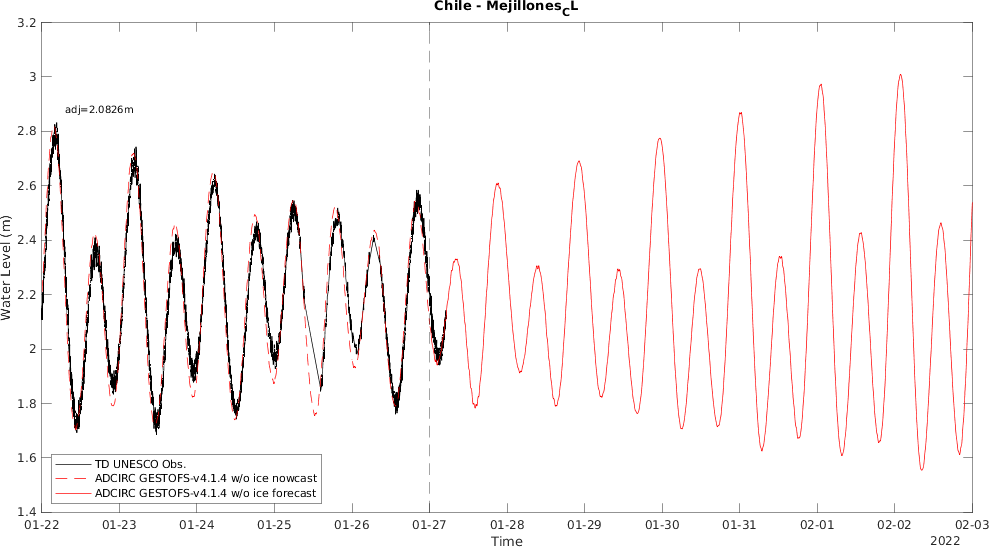 Chile - Mejillones_CL
3.2
3
2.8
2.6
2.4
2.2
2
1.8
1.6
1.4
Water Level (m)
adj=2.0826m
TD UNESCO Obs.
ADCIRC GESTOFS-v4.1.4 w/o ice nowcast
ADCIRC GESTOFS-v4.1.4 w/o ice forecast
01-22 01-23 01-24 01-25 01-26 01-27 01-28 01-29 01-30 01-31 02-01 02-02 02-03
Time
2022